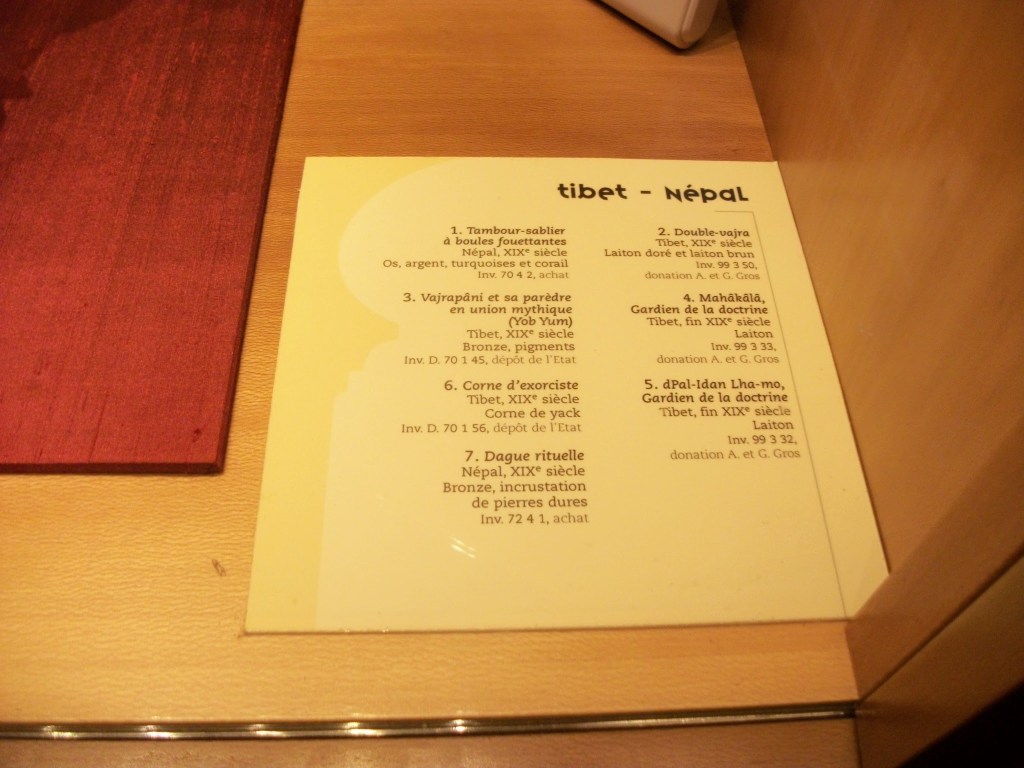 tibet - Népal
1. Tambour-sablier
à boules fouettantes
Népal, XIXe siècle
Os, argent, turquoises et corail
Inv. 70 4 2, achat
2. Double-vajra
Tibet, XIXe siècle
Laiton doré et laiton brun
Inv. 99 3 50,
donation A. et G. Gros
3. Vajrapâni et sa parèdre
en union mythique
(Yob Yum)
Tibet, XIXe siècle
Bronze, pigments
Inv. D. 70 1 45, dépôt de l'Etat
4. Mahâkâlâ,
Gardien de la doctrine
Tibet, fin XIXe siècle
Laiton
Inv. 99 3 33,
donation A. et G. Gros
6. Corne d'exorciste
Tibet, XIXe siècle
Corne de yack
Inv. D. 70 1 56, dépôt de l'Etat
5. dPal-Idan Lha-mo,
Gardien de la doctrine
Tibet, fin XIXe siècle
Laiton
Inv. 99 3 32,
donation A. et G. Gros
7. Dague rituelle
Népal, XIXe siècle
Bronze, incrustation
de pierres dures
Inv. 72 4 1, achat